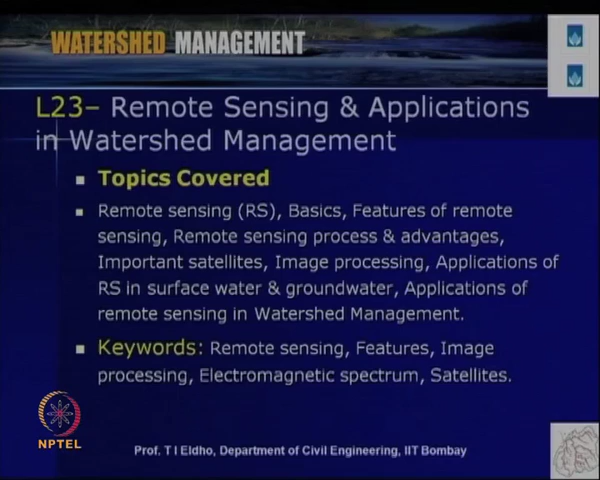 WATERSHED MANAGEMENT
L23– Remote Sensing & Applications
in Watershed Management
Topics Covered
Remote sensing (RS), Basics, Features of remote
sensing, Remote sensing process & advantages,
Important satellites, Image processing, Applications of
RS in surface water & groundwater, Applications of
remote sensing in Watershed Management.
Keywords: Remote sensing, Features, Image
processing, Electromagnetic spectrum, Satellites.
NPTEL
Prof. T I Eldho, Department of Civil Engineering, IIT Bombay